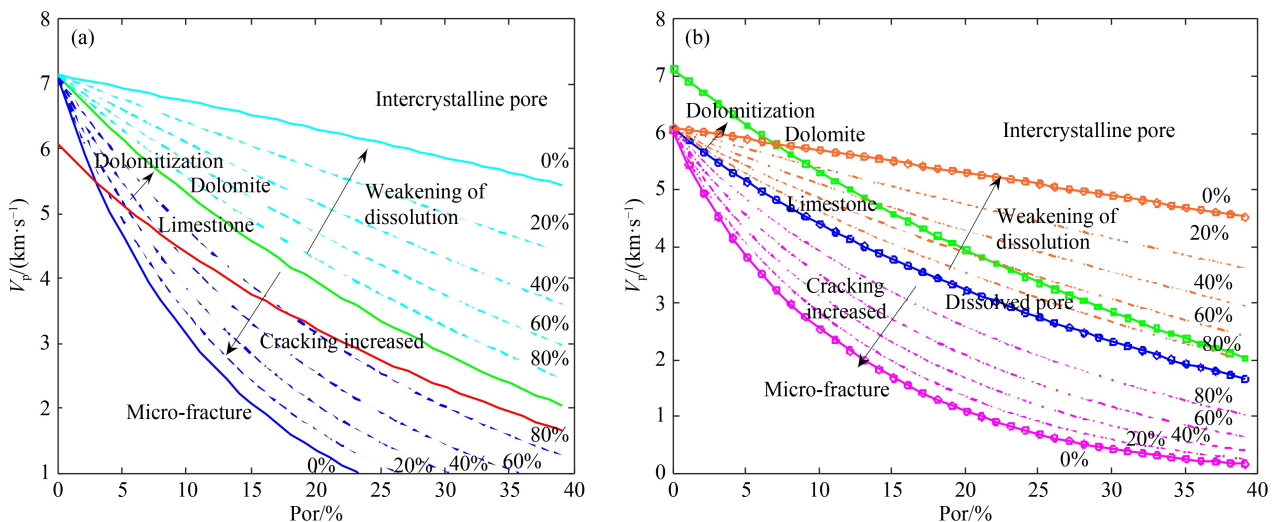 (a)
8
7
6
5
4
3
2
1
Vp/(km·s⁻¹)
Intercrystalline pore
Dolomitization
Dolomite
Limestone
Weakening of
dissolution
0%
20%
40%
60%
80%
Cracking increased
Micro-fracture
80%
60%
40%
20%
0%
0 5 10 15 20 25 30 35 40
Por/%
(b)
8
7
6
5
4
3
2
1
0
Vp/(km·s⁻¹)
Dolomitization
Dolomite
Intercrystalline pore
Limestone
Weakening of
dissolution
0%
20%
40%
60%
80%
Cracking
increased
Dissolved pore
Micro-fracture
80%
60%
40%
20%
0%
0 5 10 15 20 25 30 35 40
Por/%